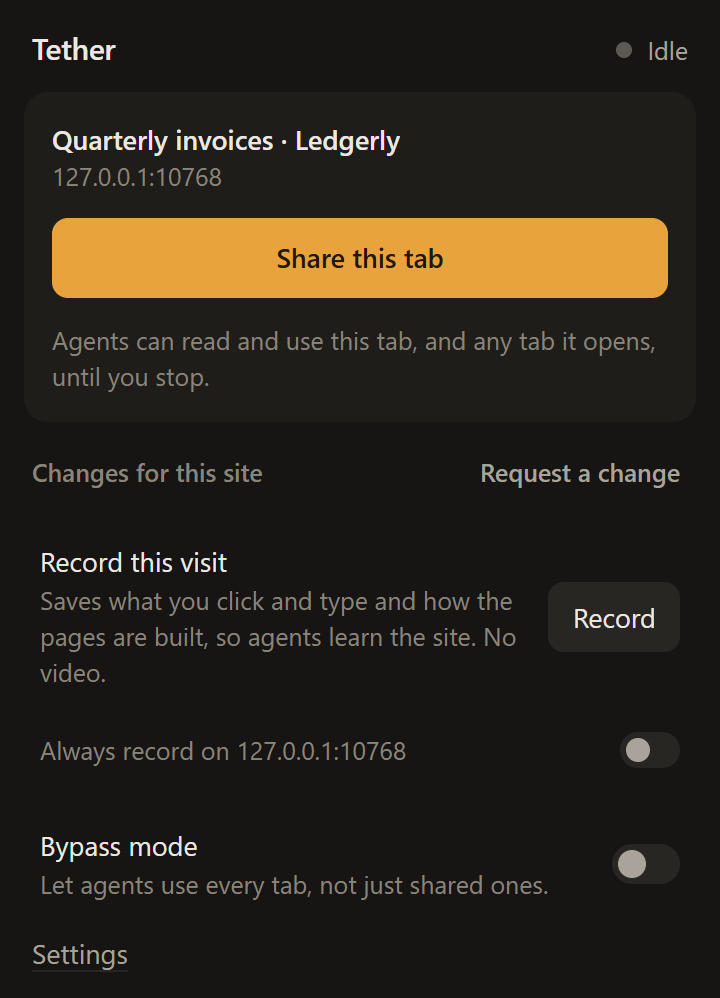 Tether
Idle
Quarterly invoices · Ledgerly
127.0.0.1:10768
Share this tab
Agents can read and use this tab, and any tab it opens,
until you stop.
Changes for this site
Request a change
Record this visit
Saves what you click and type and how the
pages are built, so agents learn the site. No
video.
Record
Always record on 127.0.0.1:10768
Bypass mode
Let agents use every tab, not just shared ones.
Settings